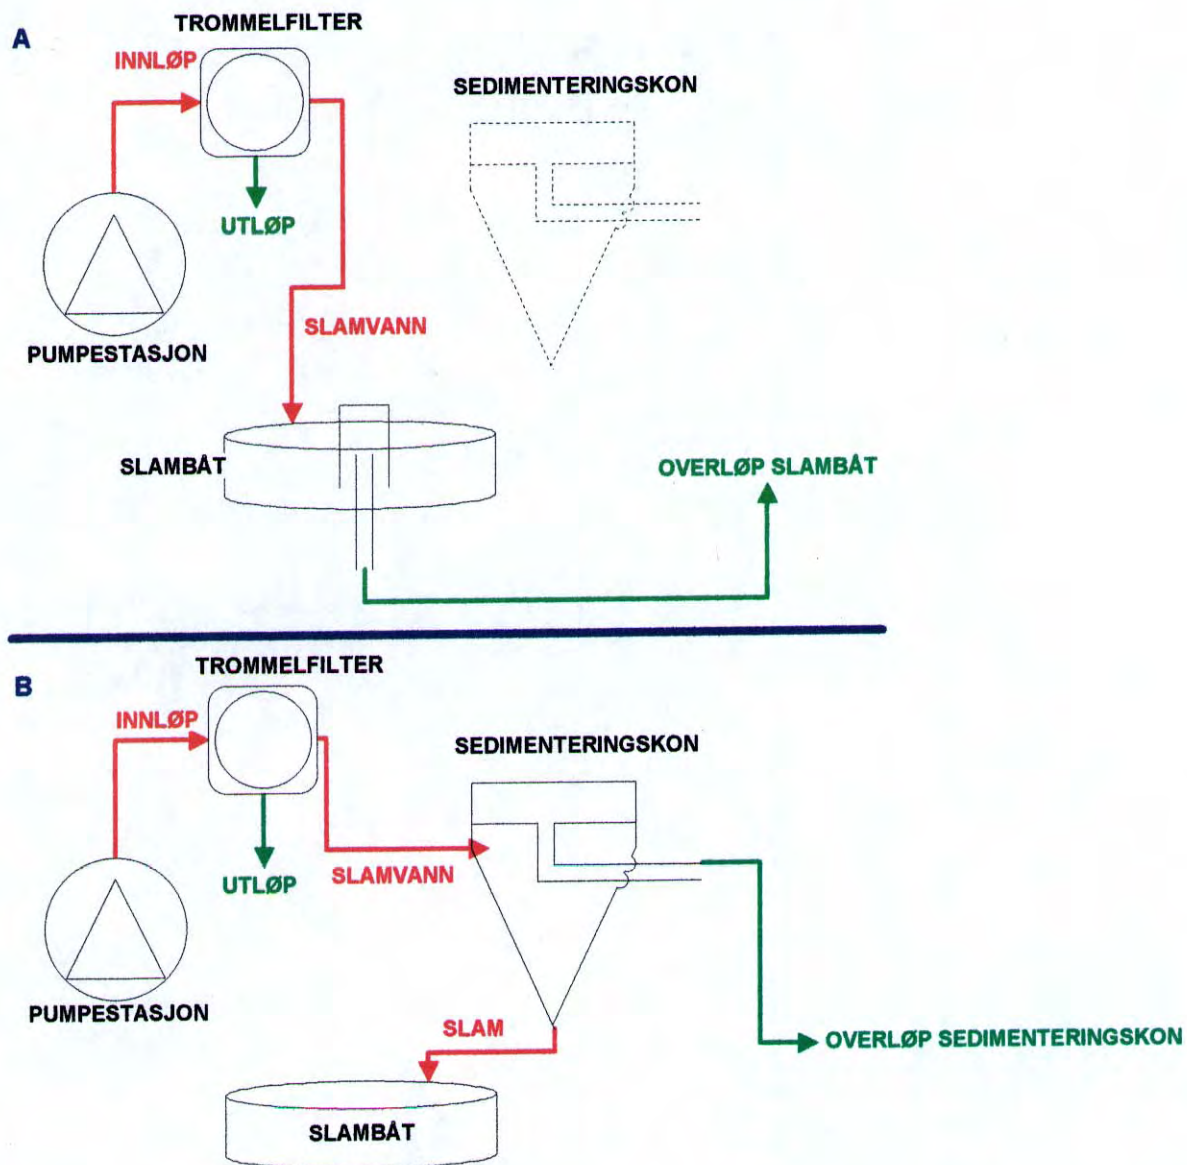 A
TROMMELFILTER
INNLØP
SEDIMENTERINGSKON
UTLØP
SLAMVANN
PUMPESTASJON
SLAMBÅT
OVERLØP SLAMBÅT
B
TROMMELFILTER
INNLØP
SEDIMENTERINGSKON
UTLØP
SLAMVANN
PUMPESTASJON
SLAM
OVERLØP SEDIMENTERINGSKON
SLAMBÅT